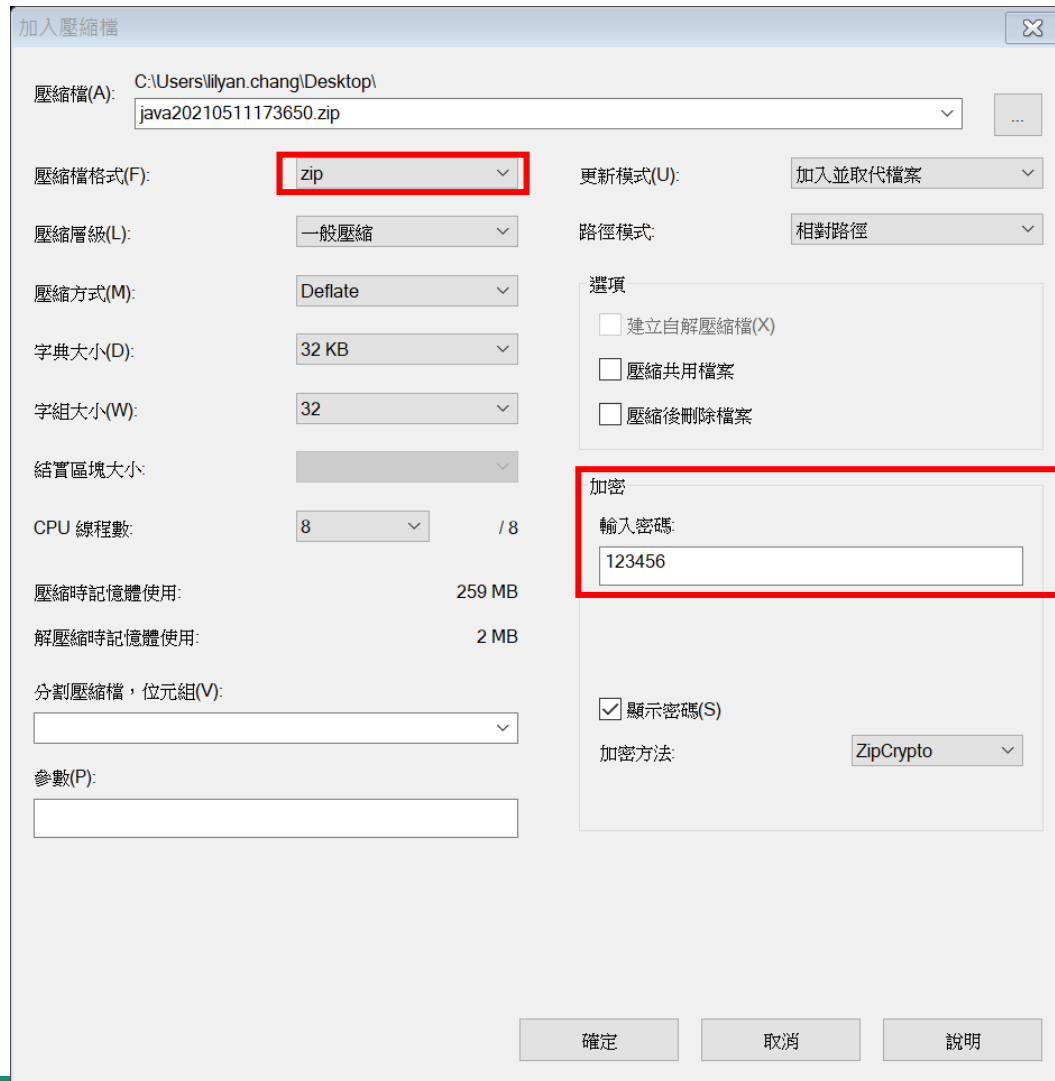 加入壓縮檔
壓縮檔(A):
C:\Users\lilyan.chang\Desktop\
java20210511173650.zip
...
壓縮檔格式(F):
zip
壓縮層級(L):
一般壓縮
壓縮方式(M):
Deflate
字典大小(D):
32 KB
字組大小(W):
32
結實區塊大小:
CPU 線程數:
8
/ 8
壓縮時記憶體使用:
259 MB
解壓縮時記憶體使用:
2 MB
分割壓縮檔，位元組(V):
參數(P):
更新模式(U):
加入並取代檔案
路徑模式:
相對路徑
選項
建立自解壓縮檔(X)
壓縮共用檔案
壓縮後刪除檔案
加密
輸入密碼:
123456
顯示密碼(S)
加密方法:
ZipCrypto
確定
取消
說明